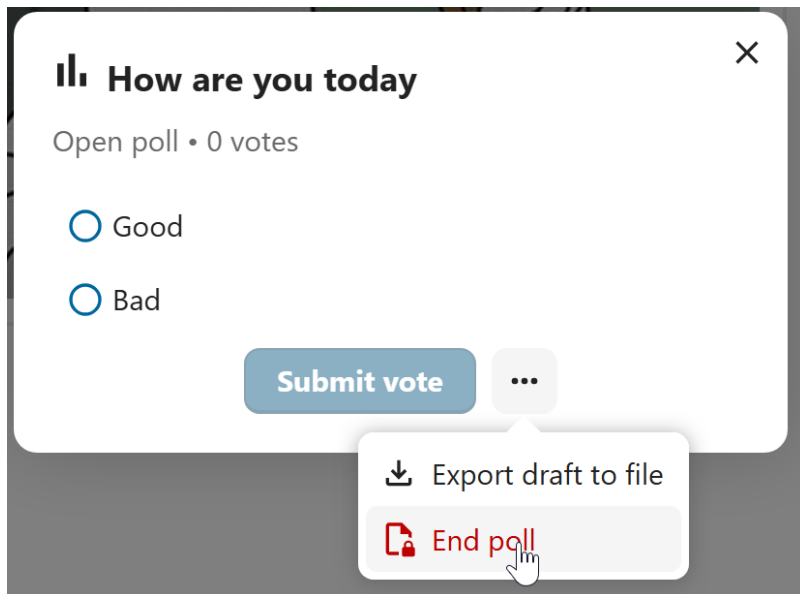 How are you today
Open poll • 0 votes
Good
Bad
Submit vote
Export draft to file
End poll